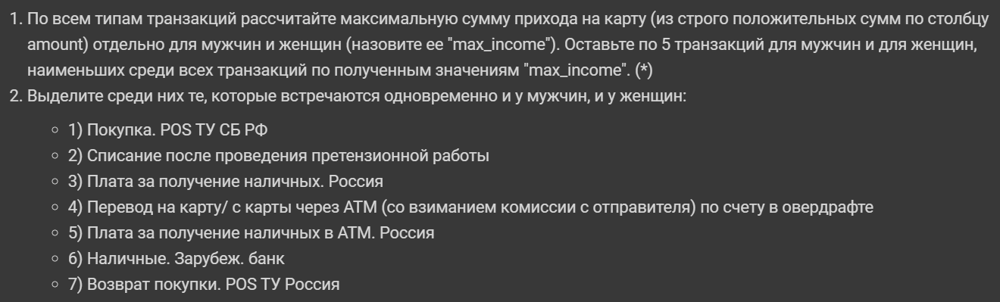 1. По всем типам транзакций рассчитайте максимальную сумму прихода на карту (из строго положительных сумм по столбцу
amount) отдельно для мужчин и женщин (назовите ее "max_income"). Оставьте по 5 транзакций для мужчин и для женщин,
наименьших среди всех транзакций по полученным значениям "max_income". (*)
2. Выделите среди них те, которые встречаются одновременно и у мужчин, и у женщин:
1) Покупка. POS ТУ СБ РФ
2) Списание после проведения претензионной работы
3) Плата за получение наличных. Россия
4) Перевод на карту/ с карты через АТМ (со взиманием комиссии с отправителя) по счету в овердрафте
5) Плата за получение наличных в АТМ. Россия
6) Наличные. Зарубеж. банк
7) Возврат покупки. POS ТУ Россия